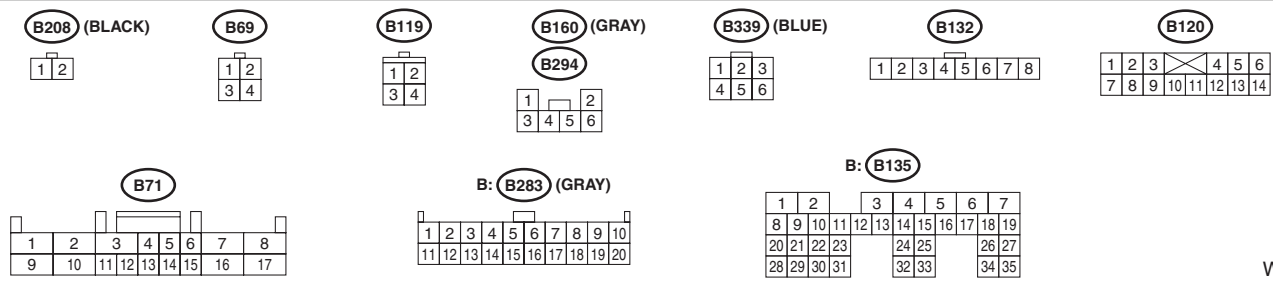 B208 (BLACK) B69 B119 B160 (GRAY) B339 (BLUE) B132 B120
B294
1 2
1 2
3 4
1 2
3 4
1 2
3 4 5 6
1 2 3
4 5 6
1 2 3 4 5 6 7 8
1 2 3 4 5 6
7 8 9 10 11 12 13 14
B71 B: B283 (GRAY) B: B135
1 2 3 4 5 6 7 8
9 10 11 12 13 14 15 16 17
1 2 3 4 5 6 7 8 9 10
11 12 13 14 15 16 17 18 19 20
1 2 3 4 5 6 7
8 9 10 11 12 13 14 15 16 17 18 19
20 21 22 23 24 25 26 27
28 29 30 31 32 33 34 35